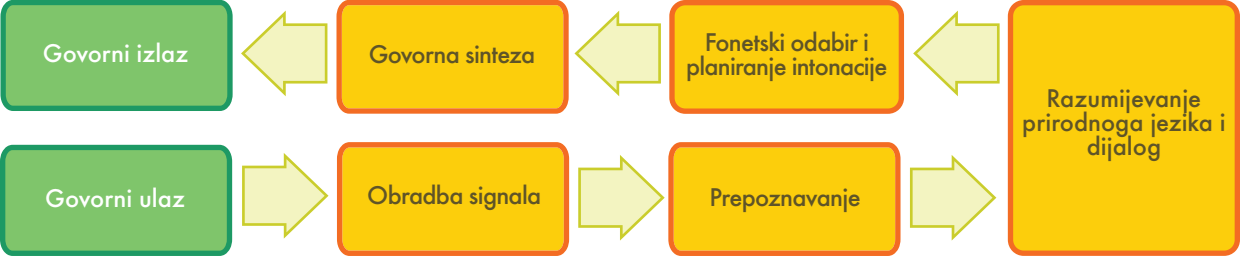 Govorni izlaz
Govorna sinteza
Fonetski odabir i
planiranje intonacije
Razumijevanje
prirodnoga jezika i
dijalog
Govorni ulaz
Obradba signala
Prepoznavanje